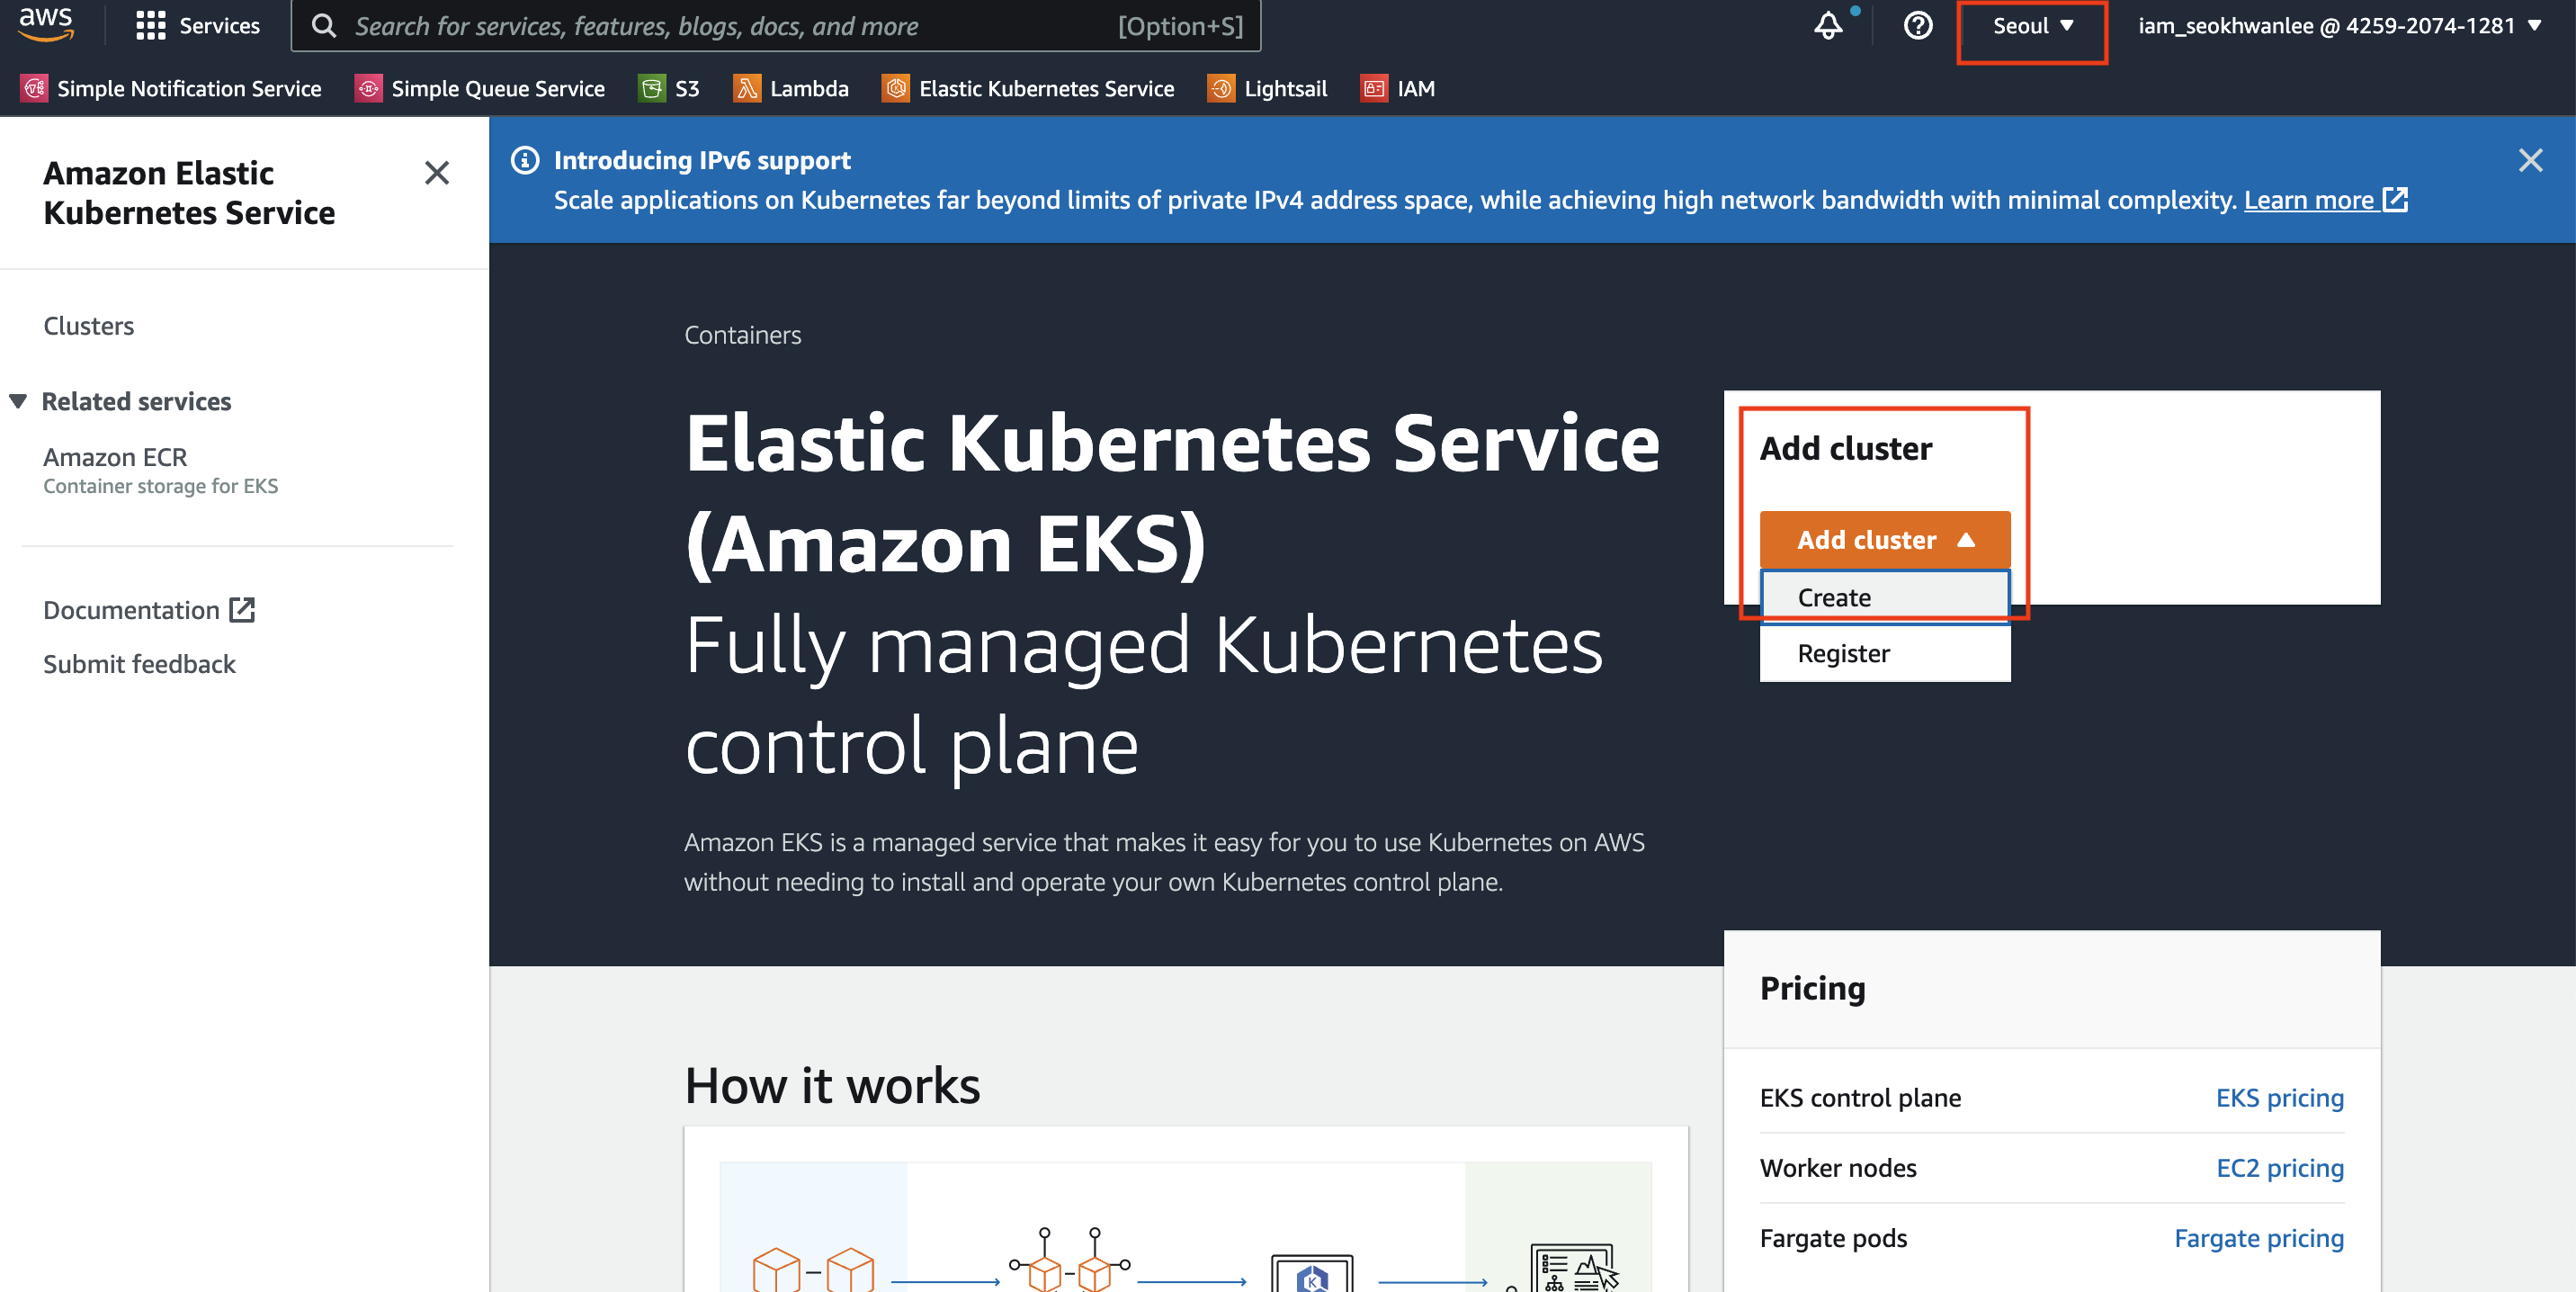 aws
Services
Search for services, features, blogs, docs, and more
[Option+S]
Seoul ▼
iam_seokhwanlee @ 4259-2074-1281 ▼
Simple Notification Service
Simple Queue Service
S3
Lambda
Elastic Kubernetes Service
Lightsail
IAM
Amazon Elastic
Kubernetes Service
Clusters
Related services
Amazon ECR
Container storage for EKS
Documentation
Submit feedback
Introducing IPv6 support
Scale applications on Kubernetes far beyond limits of private IPv4 address space, while achieving high network bandwidth with minimal complexity. Learn more
Containers
Elastic Kubernetes Service
(Amazon EKS)
Fully managed Kubernetes
control plane
Amazon EKS is a managed service that makes it easy for you to use Kubernetes on AWS
without needing to install and operate your own Kubernetes control plane.
Add cluster
Add cluster ▲
Create
Register
How it works
K
Pricing
EKS control plane
EKS pricing
Worker nodes
EC2 pricing
Fargate pods
Fargate pricing